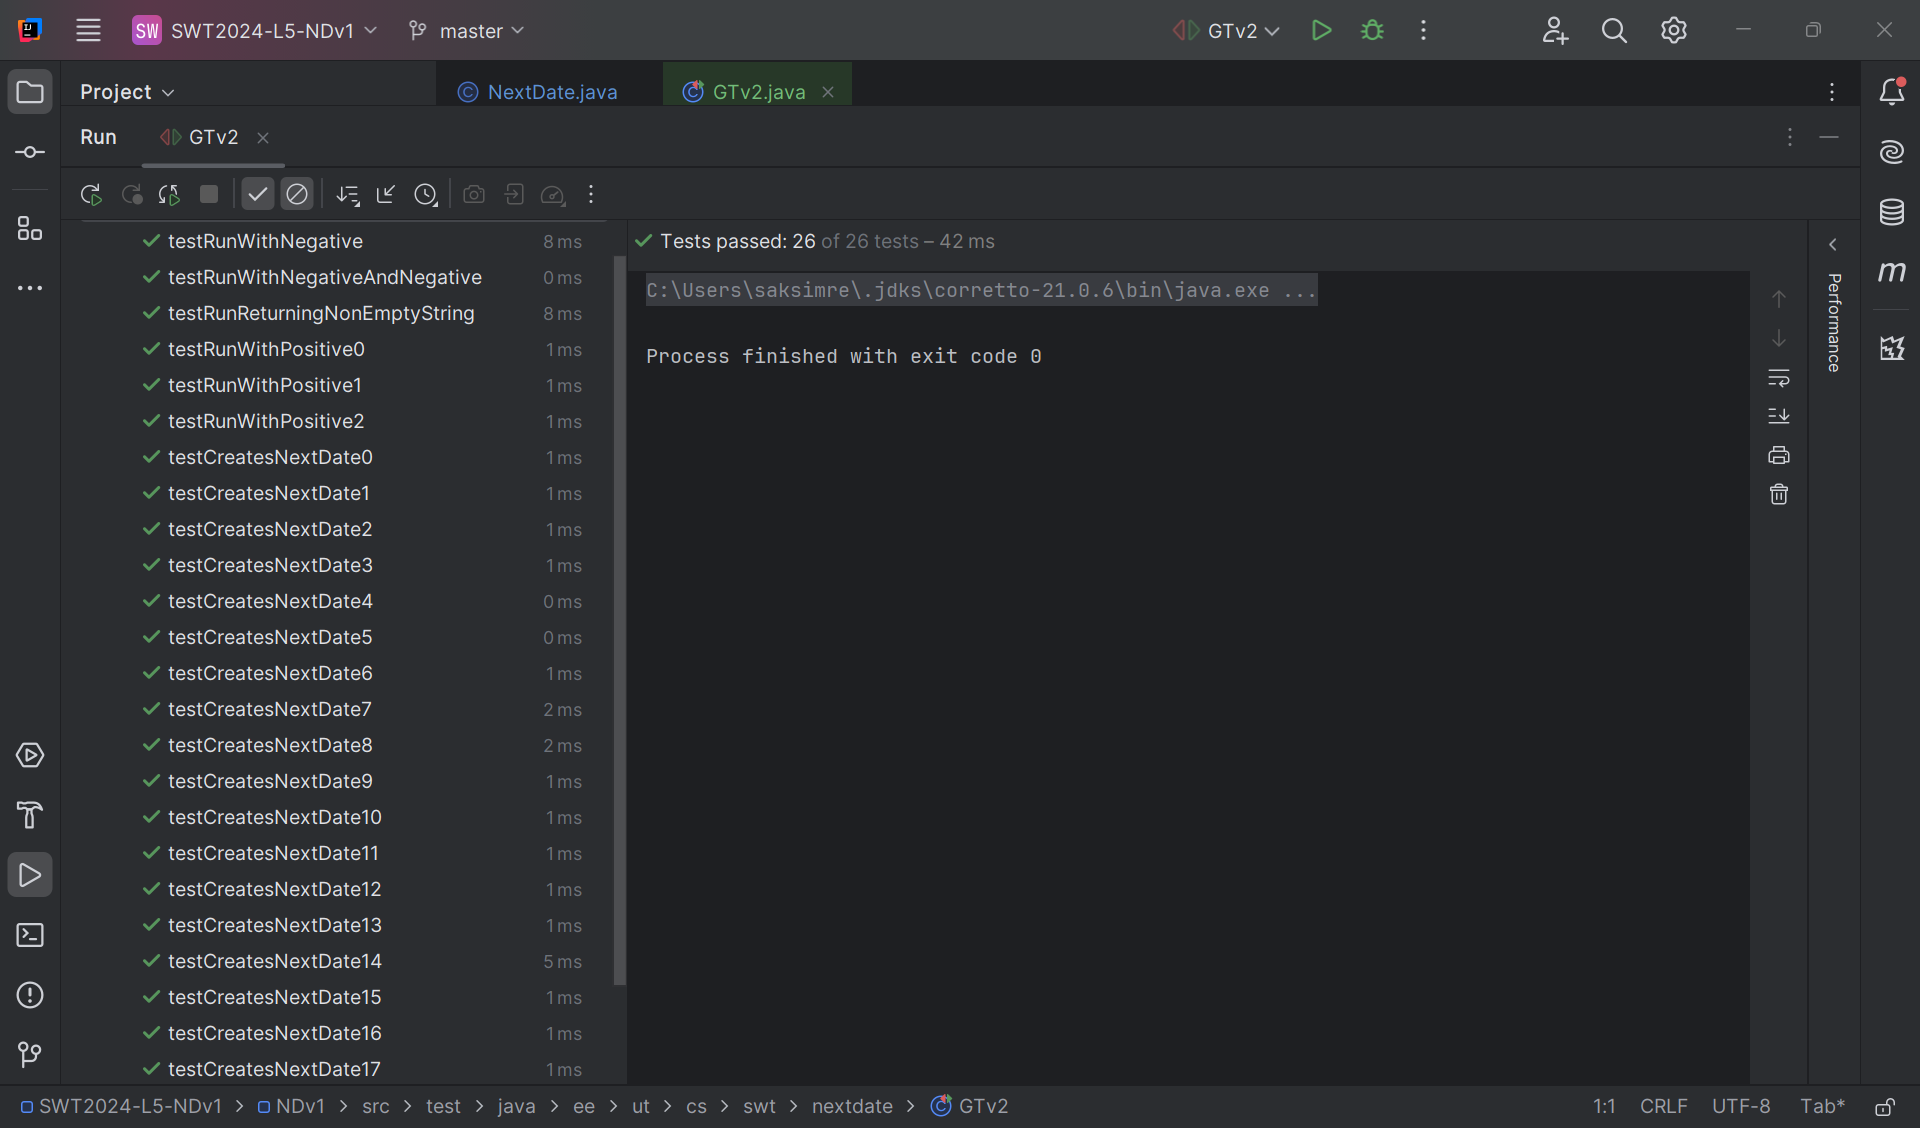 SW SWT2024-L5-NDv1 master GTv2
Project NextDate.java GTv2.java
Run GTv2
testRunWithNegative 8 ms
testRunWithNegativeAndNegative 0 ms
testRunReturningNonEmptyString 8 ms
testRunWithPositive0 1 ms
testRunWithPositive1 1 ms
testRunWithPositive2 1 ms
testCreatesNextDate0 1 ms
testCreatesNextDate1 1 ms
testCreatesNextDate2 1 ms
testCreatesNextDate3 1 ms
testCreatesNextDate4 0 ms
testCreatesNextDate5 0 ms
testCreatesNextDate6 1 ms
testCreatesNextDate7 2 ms
testCreatesNextDate8 2 ms
testCreatesNextDate9 1 ms
testCreatesNextDate10 1 ms
testCreatesNextDate11 1 ms
testCreatesNextDate12 1 ms
testCreatesNextDate13 1 ms
testCreatesNextDate14 5 ms
testCreatesNextDate15 1 ms
testCreatesNextDate16 1 ms
testCreatesNextDate17 1 ms
Tests passed: 26 of 26 tests – 42 ms
C:\Users\saksimre\.jdks\corretto-21.0.6\bin\java.exe ...
Process finished with exit code 0
Performance
m
SWT2024-L5-NDv1 > NDv1 > src > test > java > ee > ut > cs > swt > nextdate > GTv2 1:1 CRLF UTF-8 Tab*